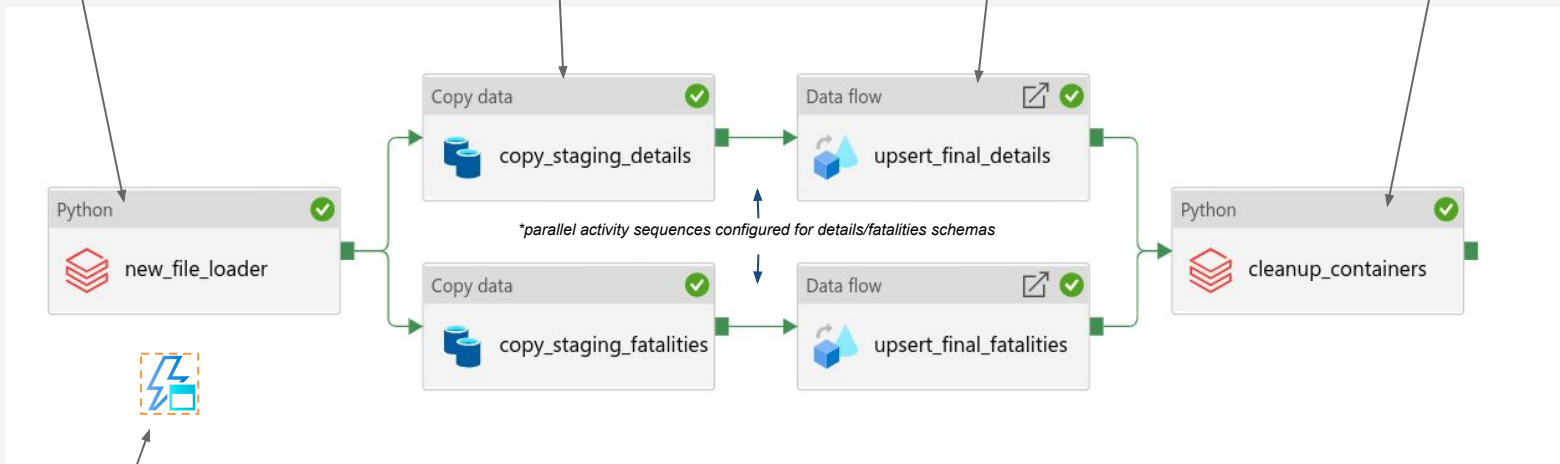 Copy data
copy_staging_details
Data flow
upsert_final_details
Python
new_file_loader
*parallel activity sequences configured for details/fatalities schemas
Python
cleanup_containers
Copy data
copy_staging_fatalities
Data flow
upsert_final_fatalities